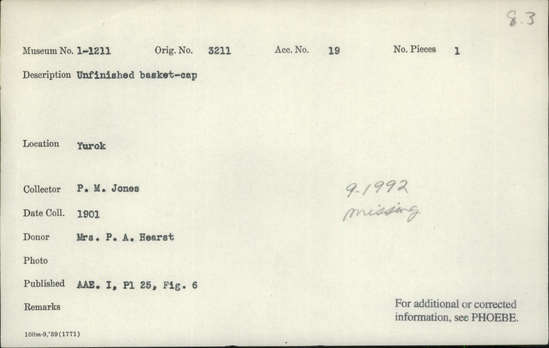 8.3
Museum No. 1-1211 Orig. No. 3211 Acc. No. 19 No. Pieces 1
Description Unfinished basket-cap
Location Yurok
Collector P. M. Jones
9-1992
missing
Date Coll. 1901
Donor Mrs. P. A. Hearst
Photo
Published AAE. I, Pl 25, Fig. 6
Remarks
For additional or corrected
information, see PHOEBE.
100m-9,'39(1771)